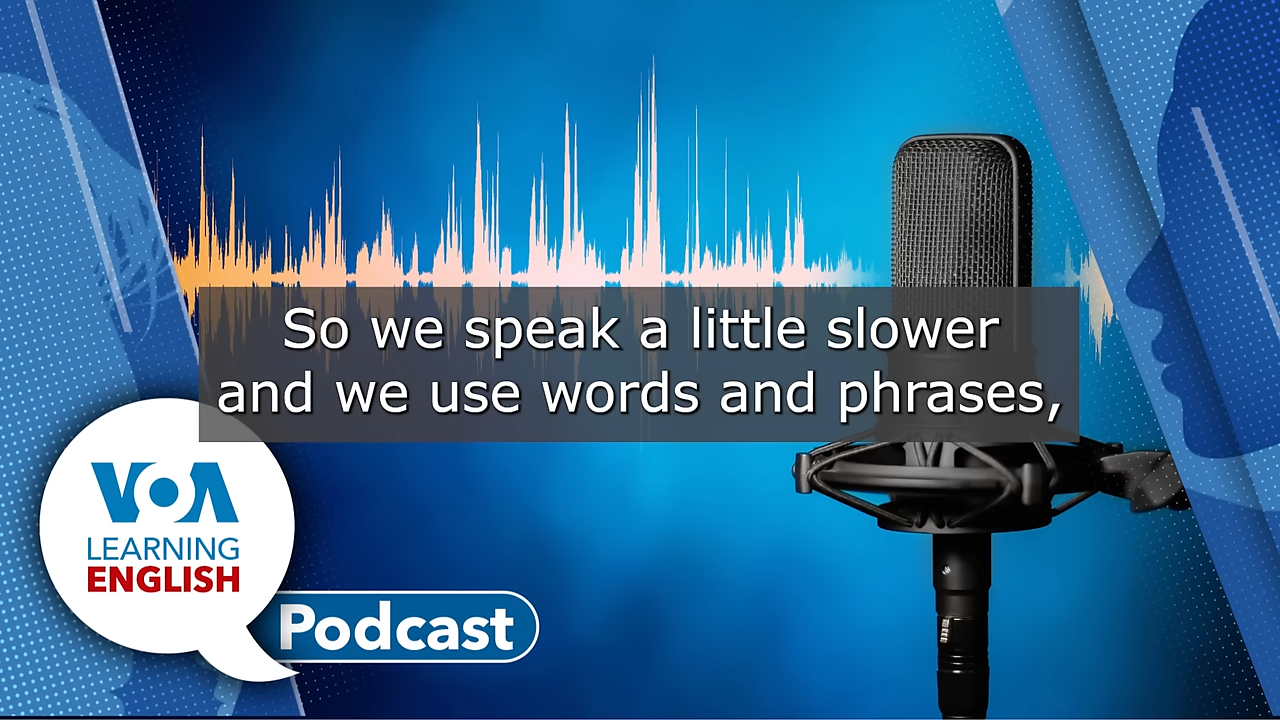 So we speak a little slower
and we use words and phrases,
VOA
LEARNING
ENGLISH
Podcast